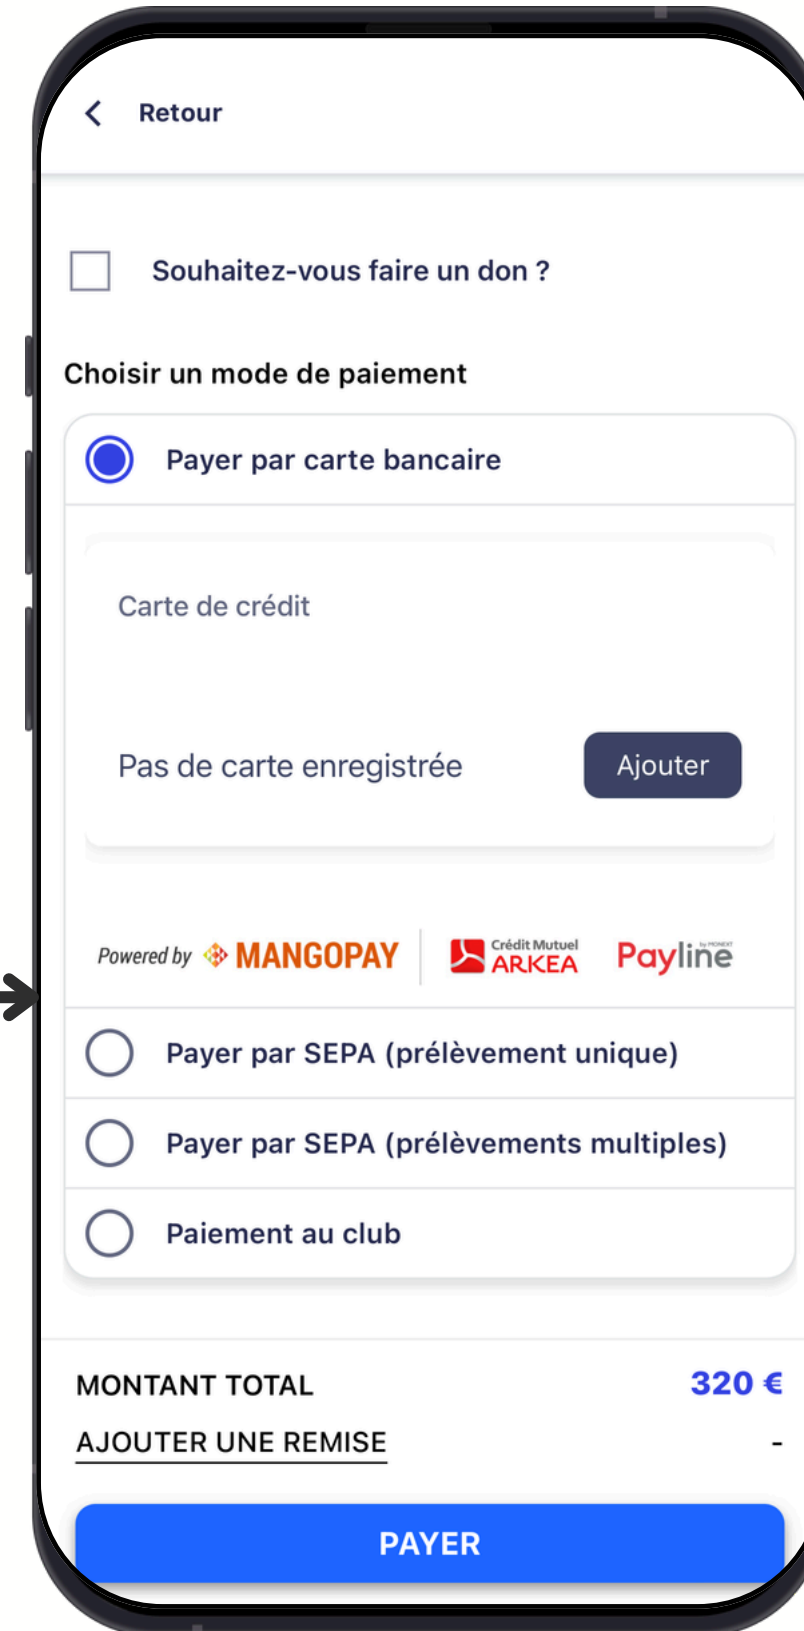 Retour
Souhaitez-vous faire un don ?
Choisir un mode de paiement
Payer par carte bancaire
Carte de crédit
Pas de carte enregistrée Ajouter
Powered by MANGOPAY Crédit Mutuel ARKEA Payline by MONEXT
Payer par SEPA (prélèvement unique)
Payer par SEPA (prélèvements multiples)
Paiement au club
MONTANT TOTAL 320 €
AJOUTER UNE REMISE -
PAYER